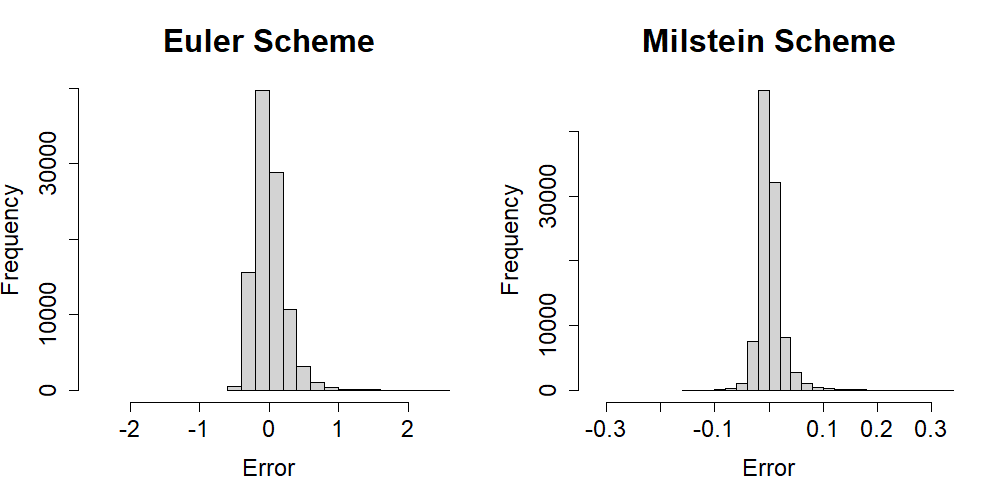 Euler Scheme
Frequency
0
10000
30000
-2
-1
0
1
2
Error
Milstein Scheme
Frequency
0
10000
30000
-0.3
-0.1
0.1
0.2
0.3
Error